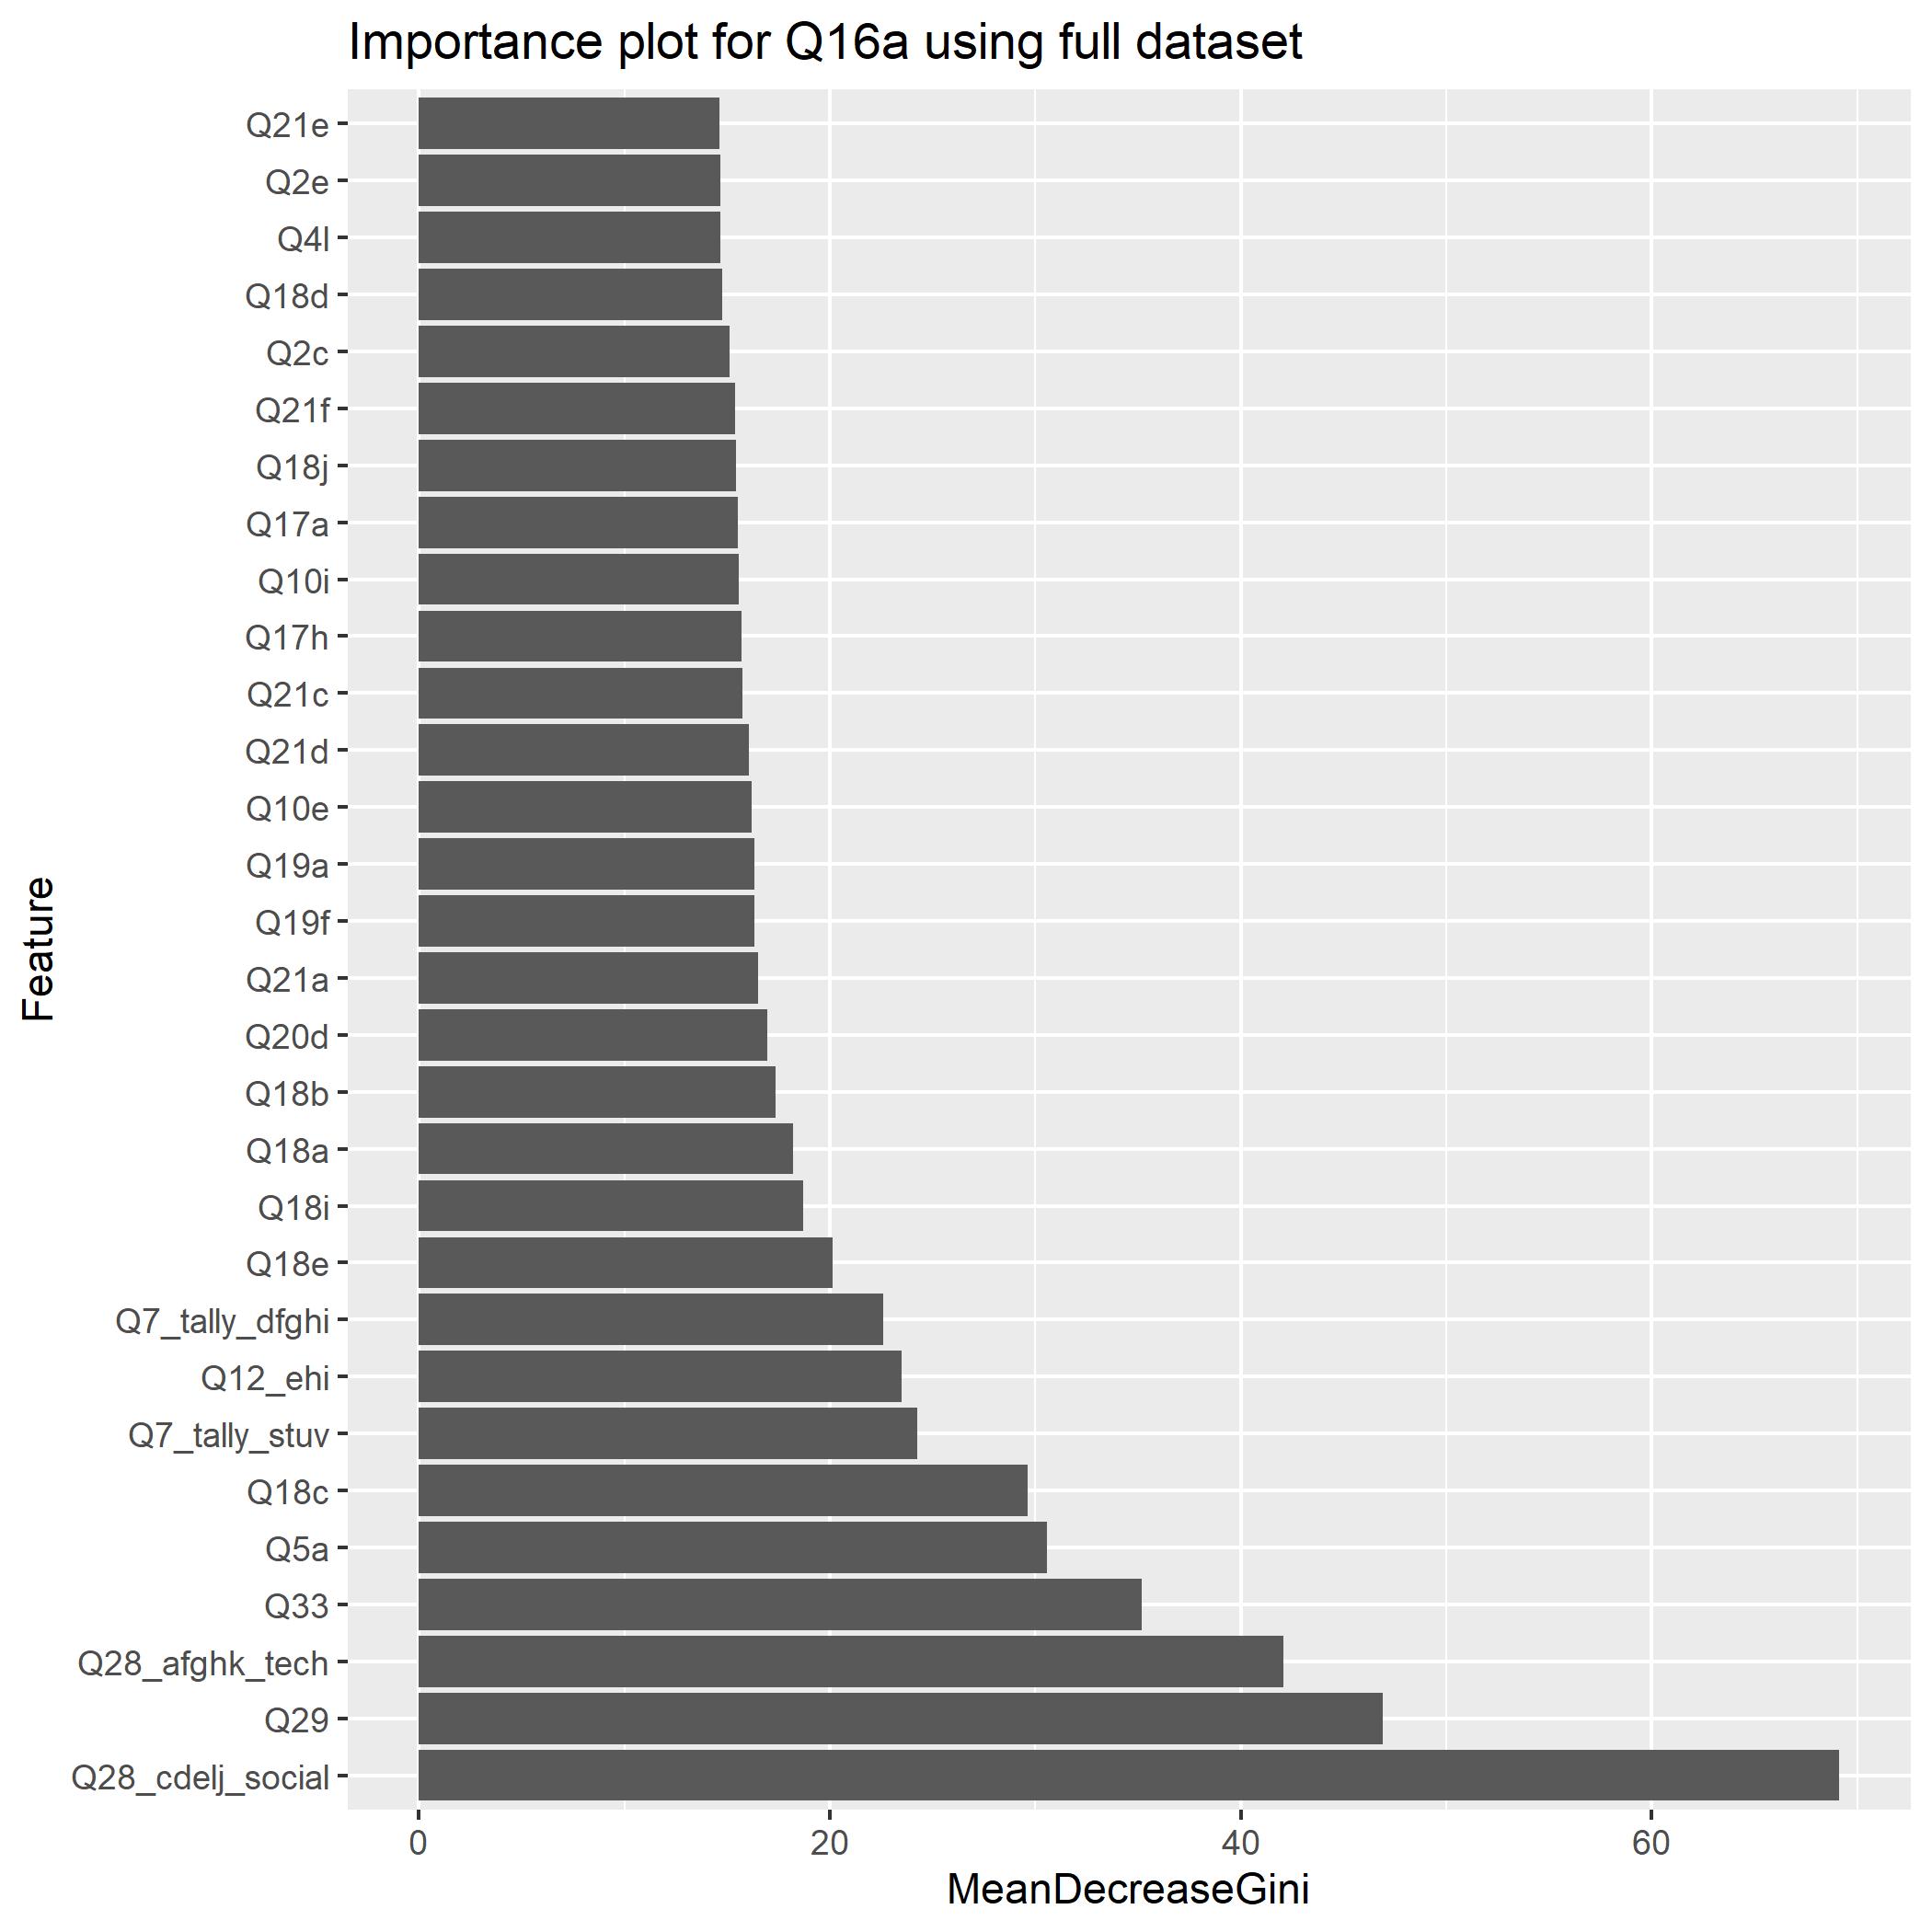 Importance plot for Q16a using full dataset
Q21e
Q2e
Q4l
Q18d
Q2c
Q21f
Q18j
Q17a
Q10i
Q17h
Q21c
Q21d
Q10e
Q19a
Q19f
Q21a
Q20d
Q18b
Q18a
Q18i
Q18e
Q7_tally_dfghi
Q12_ehi
Q7_tally_stuv
Q18c
Q5a
Q33
Q28_afghk_tech
Q29
Q28_cdelj_social
Feature
0 20 40 60
MeanDecreaseGini